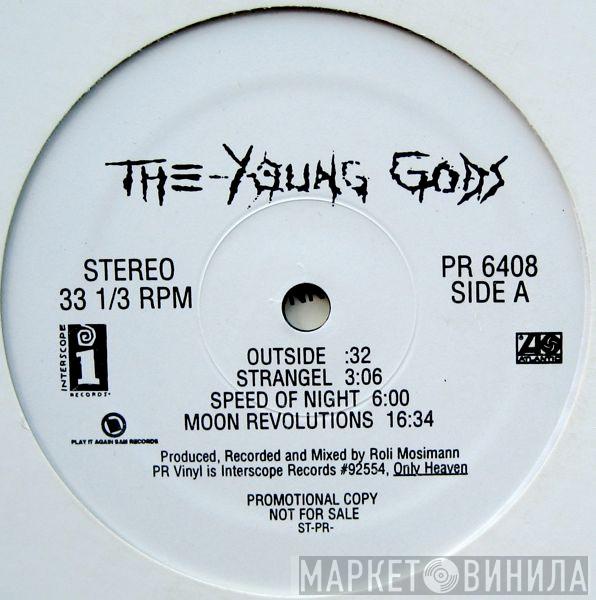 THE YOUNG GODS
STEREO
33 1/3 RPM
PR 6408
SIDE A
INTERSCOPE
RECORDS
PLAY IT AGAIN SAM RECORDS
ATLANTIC
OUTSIDE :32
STRANGEL 3:06
SPEED OF NIGHT 6:00
MOON REVOLUTIONS 16:34
Produced, Recorded and Mixed by Roli Mosimann
PR Vinyl is Interscope Records #92554, Only Heaven
PROMOTIONAL COPY
NOT FOR SALE
ST-PR-
МАРКЕТ ВИНИЛА